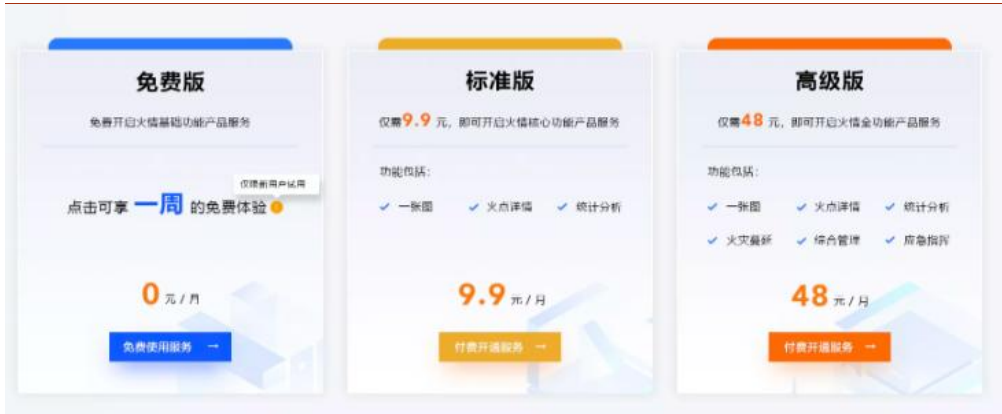 免费版
免费开启火情基础功能产品服务
仅限新用户试用
点击可享 一周 的免费体验
0 元 / 月
免费使用服务 →
标准版
仅需9.9 元，即可开启火情核心功能产品服务
功能包括：
✓ 一张图 ✓ 火点详情 ✓ 统计分析
9.9 元 / 月
付费开通服务 →
高级版
仅需48 元，即可开启火情全功能产品服务
功能包括：
✓ 一张图 ✓ 火点详情 ✓ 统计分析
✓ 火灾蔓延 ✓ 综合管理 ✓ 应急指挥
48 元 / 月
付费开通服务 →